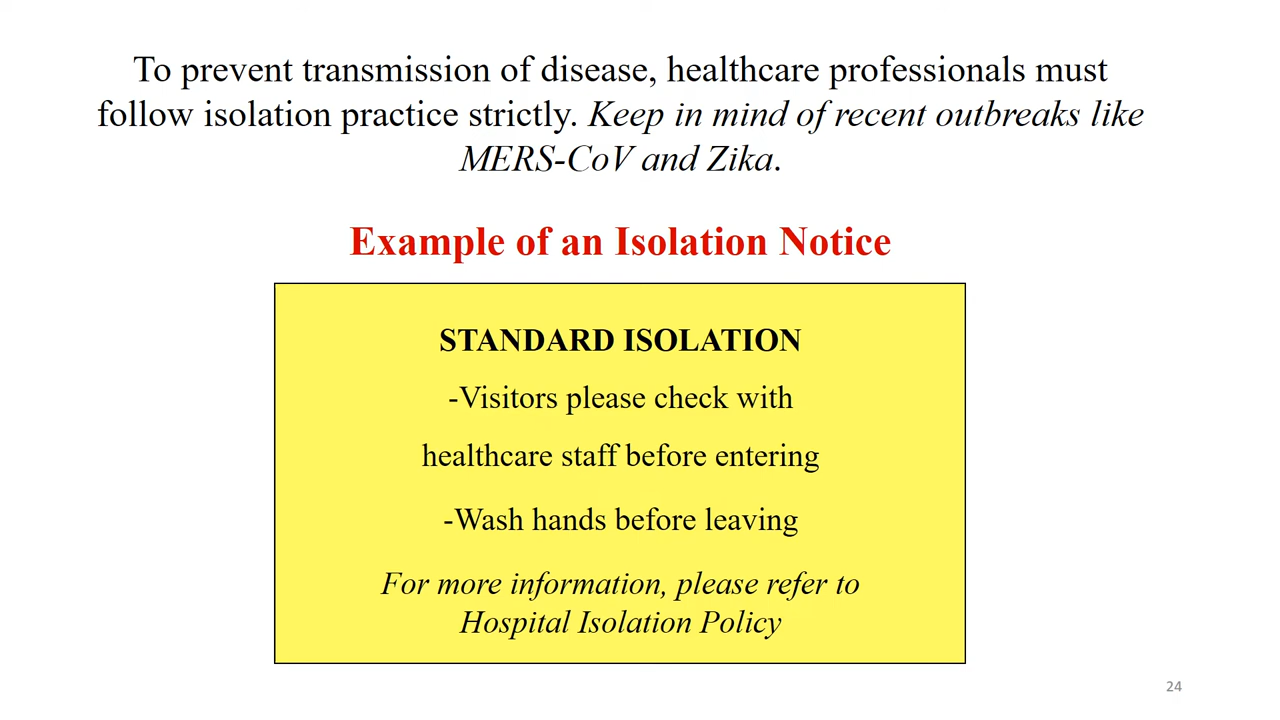 To prevent transmission of disease, healthcare professionals must
follow isolation practice strictly. Keep in mind of recent outbreaks like
MERS-CoV and Zika.
Example of an Isolation Notice
STANDARD ISOLATION
-Visitors please check with
healthcare staff before entering
-Wash hands before leaving
For more information, please refer to
Hospital Isolation Policy
24